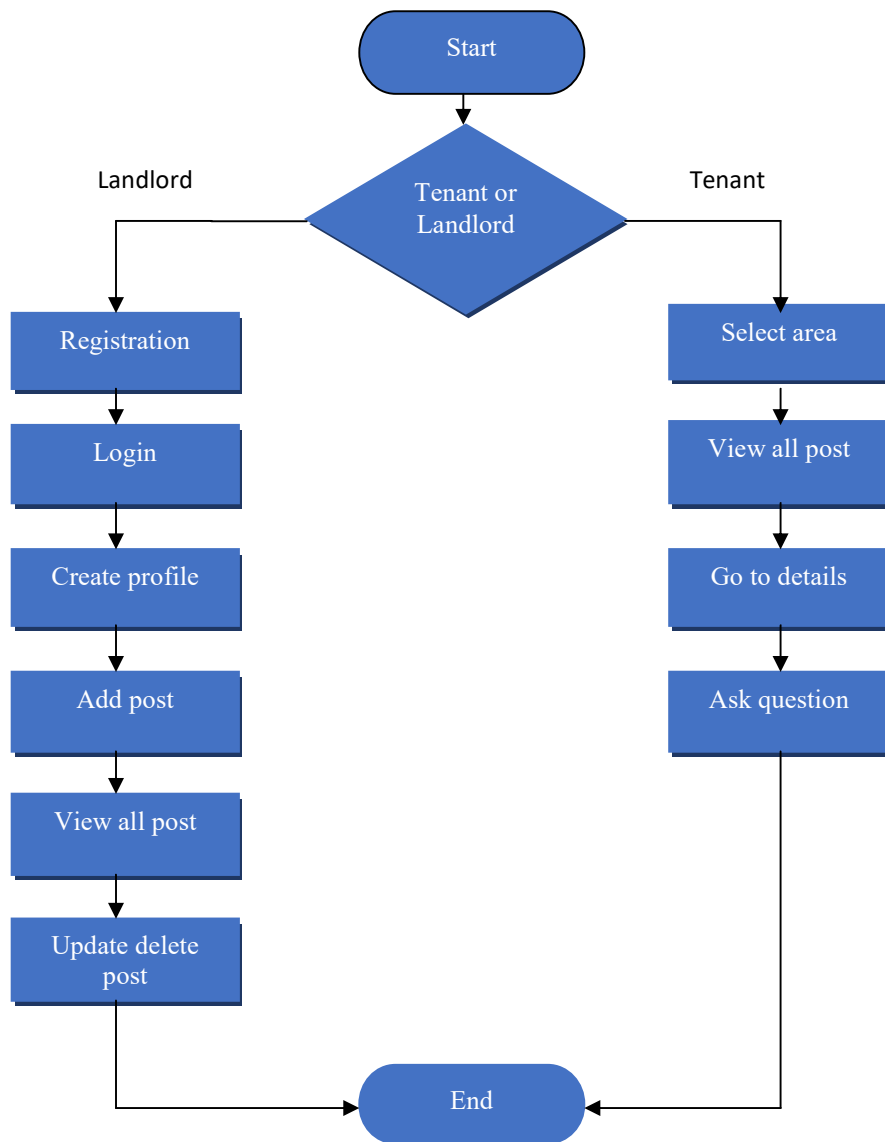 Start
Tenant or
Landlord
Landlord
Tenant
Registration
Login
Create profile
Add post
View all post
Update delete
post
Select area
View all post
Go to details
Ask question
End